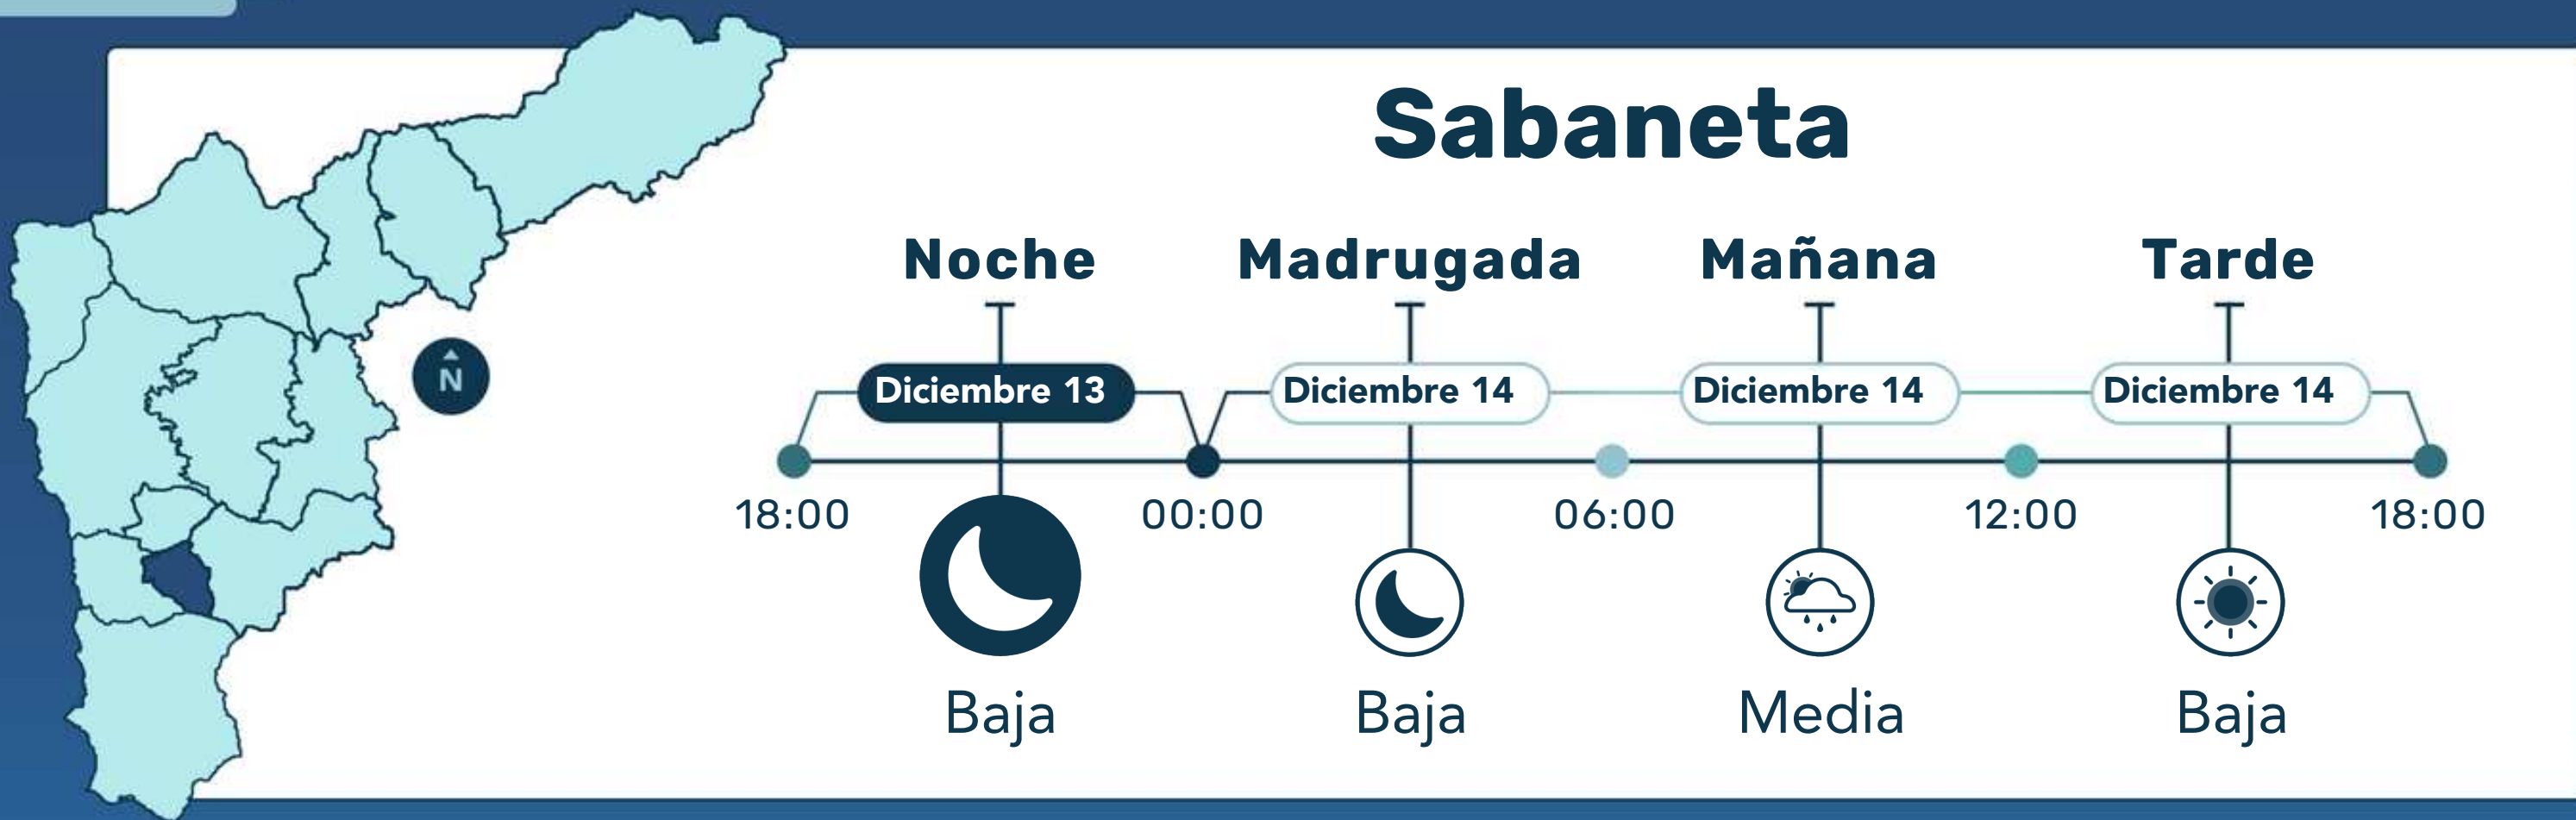 Sabaneta
Noche Madrugada Mañana Tarde
Diciembre 13 Diciembre 14 Diciembre 14 Diciembre 14
N
18:00 00:00 06:00 12:00 18:00
Baja Baja Media Baja